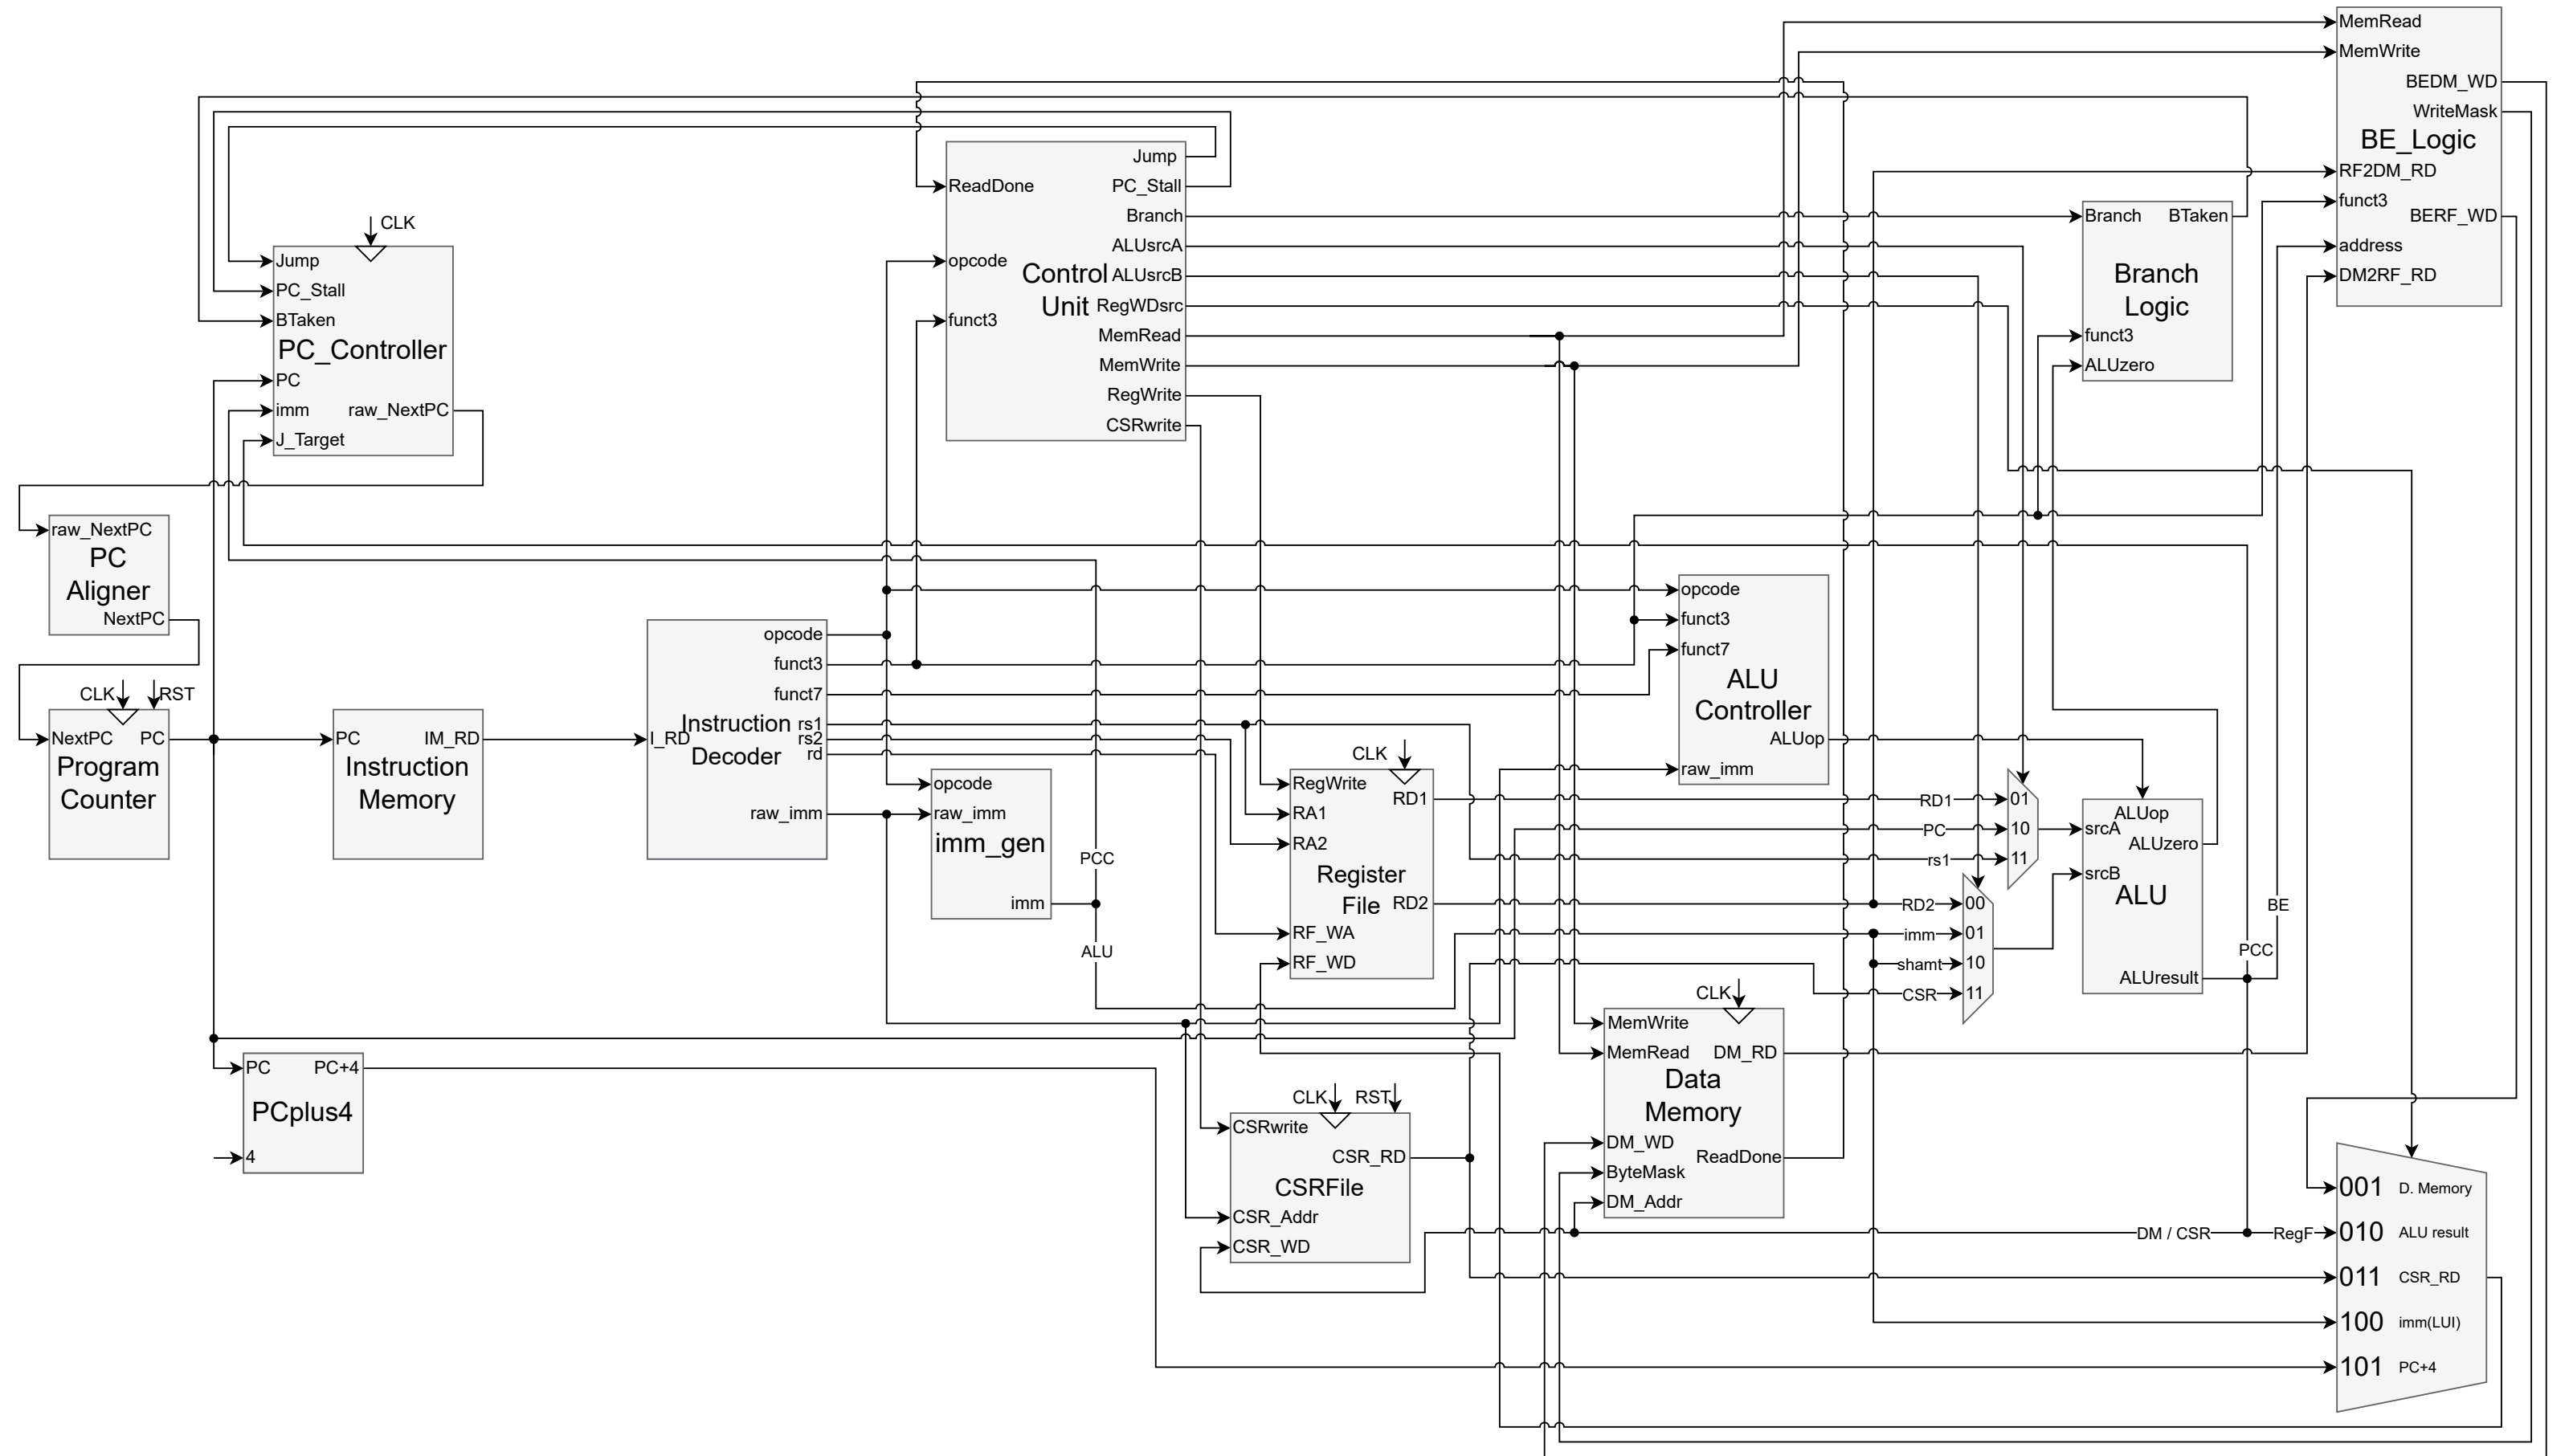 MemRead
MemWrite
BEDM_WD
WriteMask
BE_Logic
RF2DM_RD
funct3
BERF_WD
address
DM2RF_RD
Jump
ReadDone
PC_Stall
Branch
ALUsrcA
opcode
Control
Unit
ALUsrcB
RegWDsrc
funct3
MemRead
MemWrite
RegWrite
CSRwrite
Branch
BTaken
Branch
Logic
funct3
ALUzero
CLK
Jump
PC_Stall
BTaken
PC_Controller
PC
imm
raw_NextPC
J_Target
raw_NextPC
PC
Aligner
NextPC
CLK
RST
NextPC
PC
Program
Counter
PC
IM_RD
Instruction
Memory
opcode
funct3
funct7
Instruction
Decoder
I_RD
rs1
rs2
rd
raw_imm
opcode
raw_imm
imm_gen
imm
PCC
ALU
CLK
RegWrite
RD1
RA1
RA2
Register
File
RD2
RF_WA
RF_WD
opcode
funct3
funct7
ALU
Controller
ALUop
raw_imm
RD1
01
PC
10
rs1
11
RD2
00
imm
01
shamt
10
CSR
11
ALUop
srcA
ALUzero
srcB
ALU
ALUresult
PCC
BE
PC
PC+4
PCplus4
4
CLK
RST
CSRwrite
CSR_RD
CSRFile
CSR_Addr
CSR_WD
CLK
MemWrite
MemRead
DM_RD
Data
Memory
DM_WD
ReadDone
ByteMask
DM_Addr
DM / CSR
RegF
001 D. Memory
010 ALU result
011 CSR_RD
100 imm(LUI)
101 PC+4